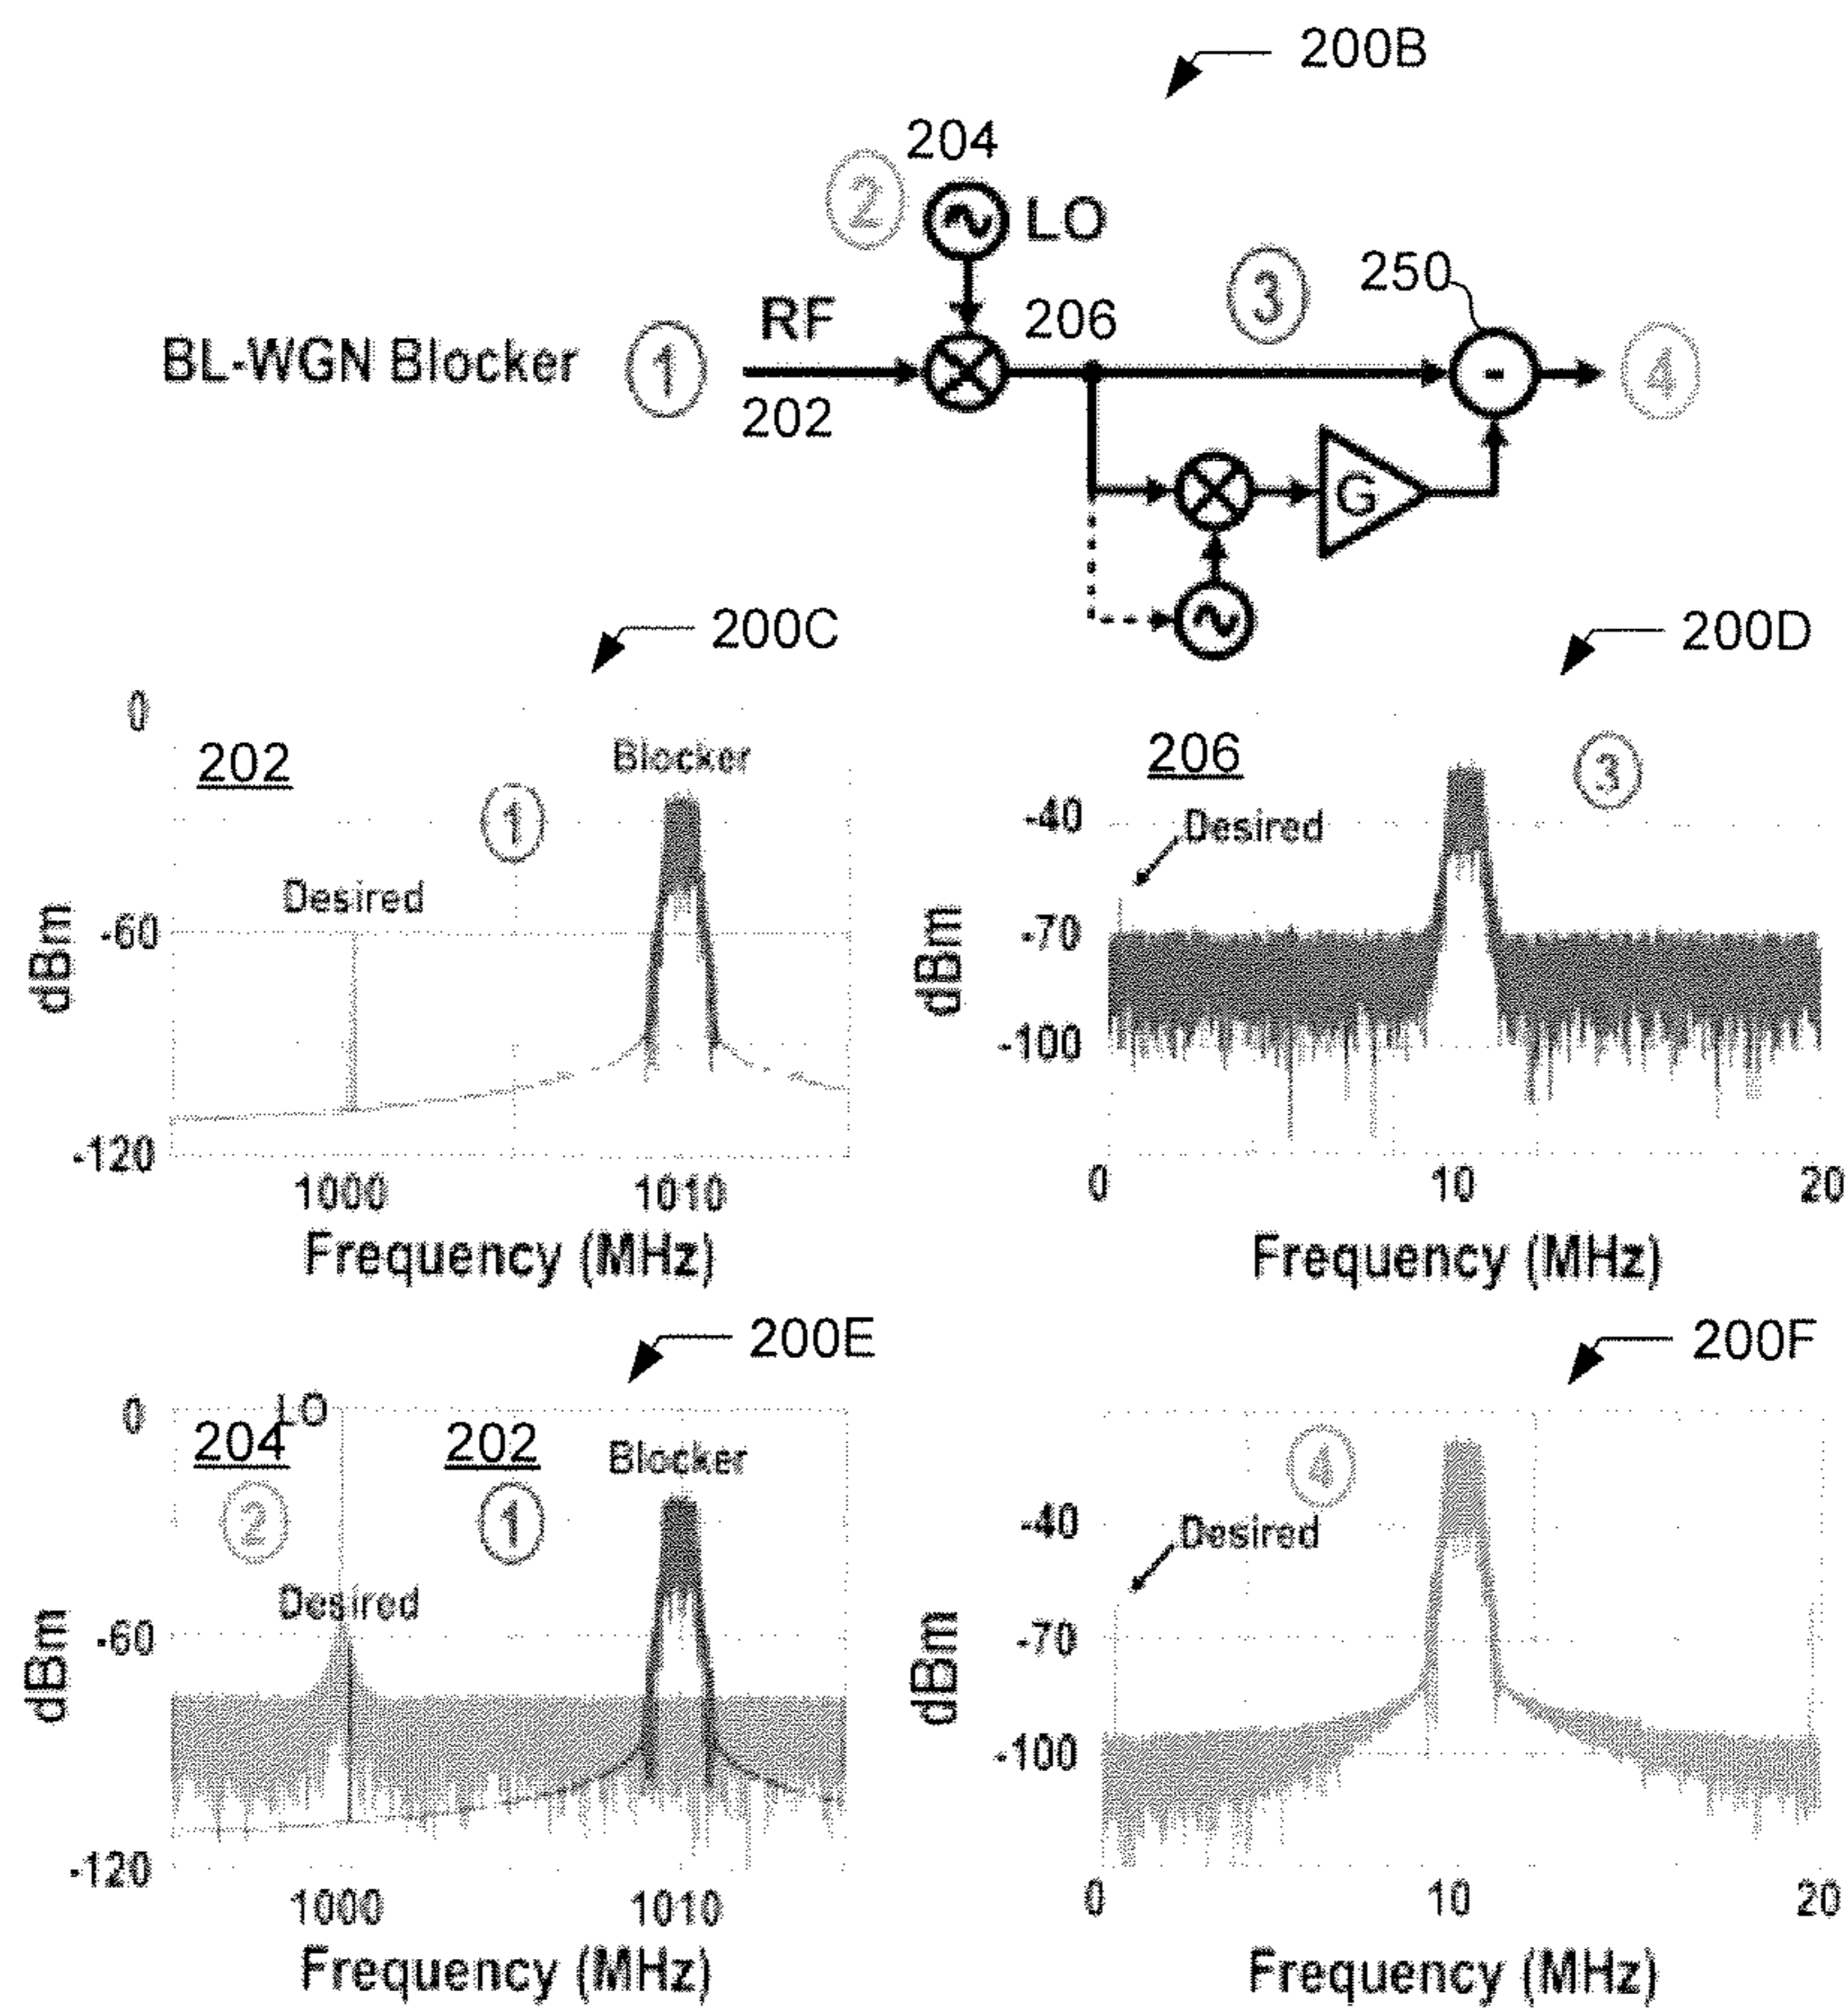 200B
204
2 LO
RF 206 3 250
BL-WGN Blocker 1 - 4
202
G
200C
200D
0
202
Blocker
1
Desired
-60
dBm
-120
1000 1010
Frequency (MHz)
206 3
-40
Desired
-70
dBm
-100
0 10 20
Frequency (MHz)
200E
200F
0
LO
204 202
Blocker
2 1
Desired
-60
dBm
-120
1000 1010
Frequency (MHz)
4
-40
Desired
-70
dBm
-100
0 10 20
Frequency (MHz)